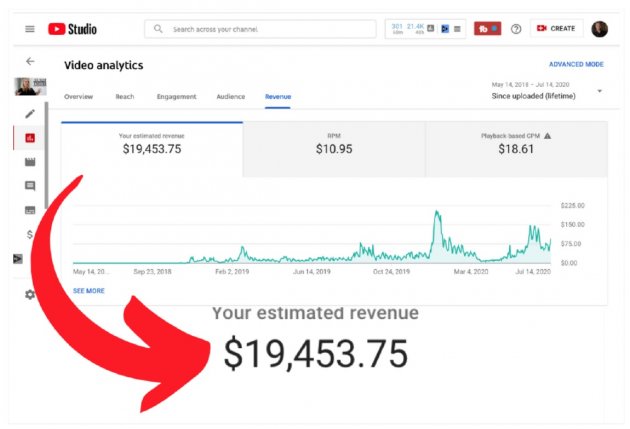 Studio
Search across your channel
301 21.4K
60m 48h
CREATE
Video analytics
ADVANCED MODE
Overview Reach Engagement Audience Revenue
May 14, 2018 – Jul 14, 2020
Since uploaded (lifetime)
Your estimated revenue RPM Playback-based CPM
$19,453.75 $10.95 $18.61
$225.00
$150.00
$75.00
$0.00
May 14, 20... Sep 23, 2018 Feb 2, 2019 Jun 14, 2019 Oct 24, 2019 Mar 4, 2020 Jul 14, 2020
SEE MORE
Your estimated revenue
$19,453.75